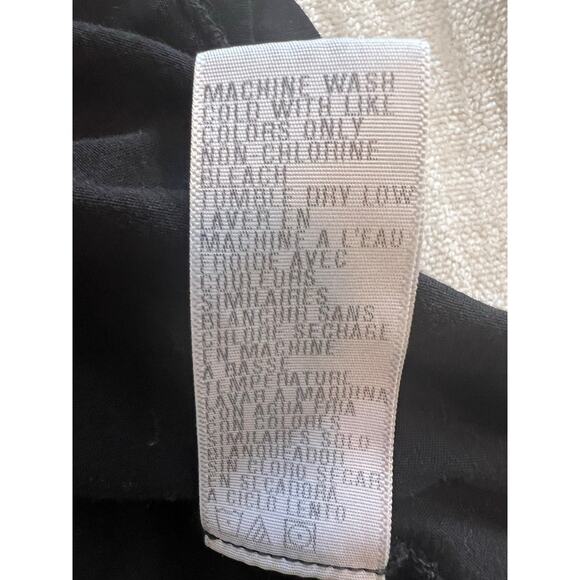 MACHINE WASH
COLD WITH LIKE
COLORS ONLY
NON-CHLORINE
BLEACH
TUMBLE DRY LOW
LAVER EN
MACHINE A L'EAU
FROIDE AVEC
COULEURS
SIMILAIRES
BLANCHIR SANS
CHLORE SECHAGE
EN MACHINE
A BASSE
TEMPERATURE
LAVAR A MAQUINA
CON AGUA FRIA
CON COLORES
SIMILARES SOLO
BLANQUEADOR
SIN CLORO SECAR
EN SECADORA
A CICLO LENTO